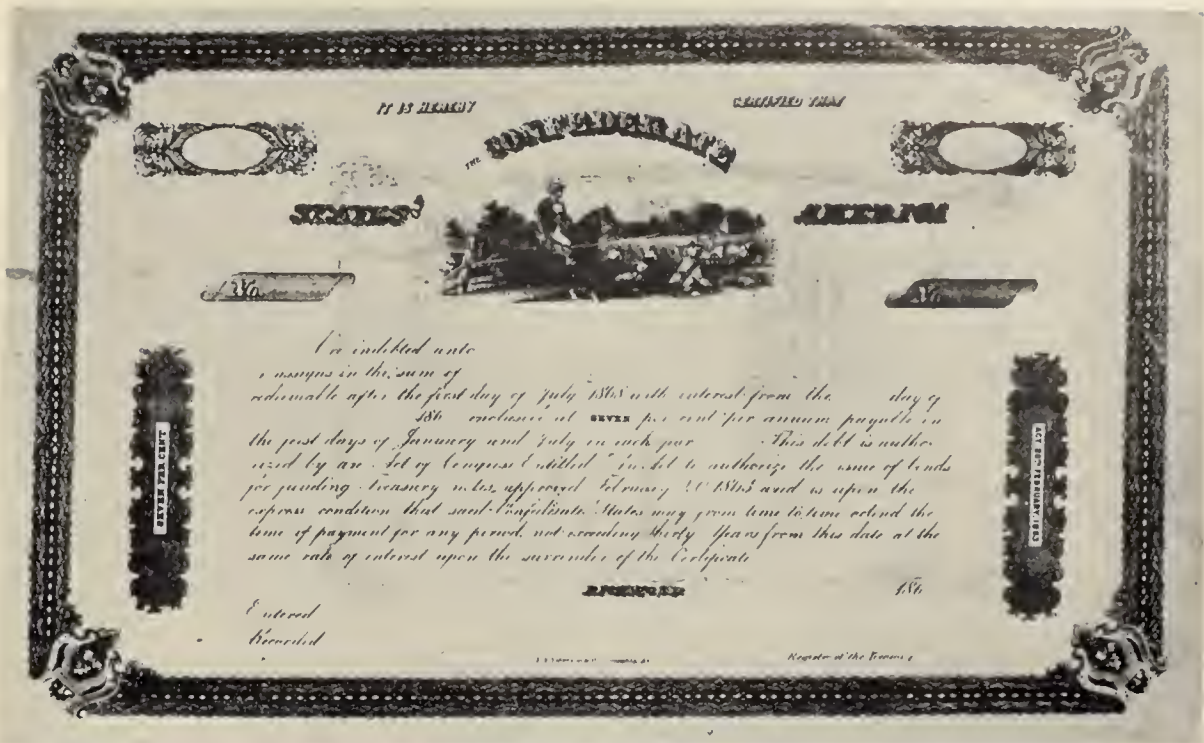 IT IS HEREBY CERTIFIED THAT
THE CONFEDERATE
STATES OF AMERICA
No No
indebted unto
assigns in the sum of
redeemable after the first day of July 1868 with interest from the day of
186 inclusive at SEVEN per cent per annum payable in
the first days of January and July in each year This debt is autho-
rized by an Act of Congress Entitled An Act to authorize the issue of bonds
for funding Treasury notes, approved February 20 1863 and is upon the
express condition that said Confederate States may from time to time extend the
time of payment for any period, not exceeding thirty Years from this date at the
same rate of interest upon the surrender of the Certificate
SEVEN PER CENT
ACT 20TH FEBRUARY, 1863
RICHMOND 186
Entered
Recorded
Register of the Treasury